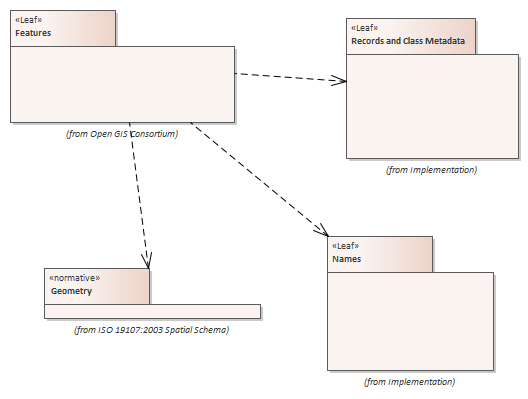 «Leaf»
Features
(from Open GIS Consortium)
«Leaf»
Records and Class Metadata
(from Implementation)
«normative»
Geometry
(from ISO 19107:2003 Spatial Schema)
«Leaf»
Names
(from Implementation)